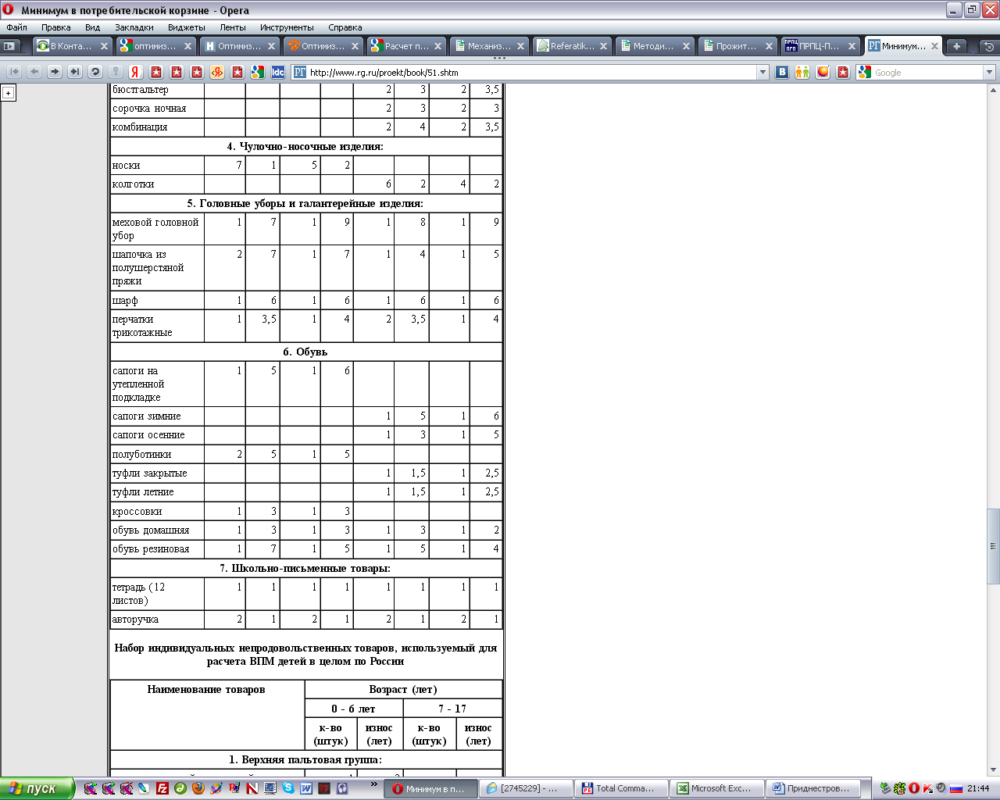 Минимум в потребительской корзине - Opera
Файл Правка Вид Закладки Виджеты Ленты Инструменты Справка
В Конта... оптимиз... Оптимиз... Оптимиз... Расчет п... Механиз... Referatik... Методи... Прожит... ПРПЦ-П... Минимум...
http://www.rg.ru/proekt/book/51.shtm Google
бюстгальтер 2 3 2 3,5
сорочка ночная 2 3 2 3
комбинация 2 4 2 3,5
4. Чулочно-носочные изделия:
носки 7 1 5 2
колготки 6 2 4 2
5. Головные уборы и галантерейные изделия:
меховой головной 1 7 1 9 1 8 1 9
убор
шапочка из 2 7 1 7 1 4 1 5
полушерстяной
пряжи
шарф 1 6 1 6 1 6 1 6
перчатки 1 3,5 1 4 2 3,5 1 4
трикотажные
6. Обувь
сапоги на 1 5 1 6
утепленной
подкладке
сапоги зимние 1 5 1 6
сапоги осенние 1 3 1 5
полуботинки 2 5 1 5
туфли закрытые 1 1,5 1 2,5
туфли летние 1 1,5 1 2,5
кроссовки 1 3 1 3
обувь домашняя 1 3 1 3 1 3 1 2
обувь резиновая 1 7 1 5 1 5 1 4
7. Школьно-письменные товары:
тетрадь (12 1 1 1 1 1 1 1 1
листов)
авторучка 2 1 2 1 2 1 2 1
Набор индивидуальных непродовольственных товаров, используемый для
расчета ВПМ детей в целом по России
Наименование товаров Возраст (лет)
0 - 6 лет 7 - 17
к-во износ к-во износ
(штук) (лет) (штук) (лет)
1. Верхняя пальтовая группа:
пуск Минимум в п... [2745229] - ... Total Comma... Microsoft Exc... Приднестров... 21:44